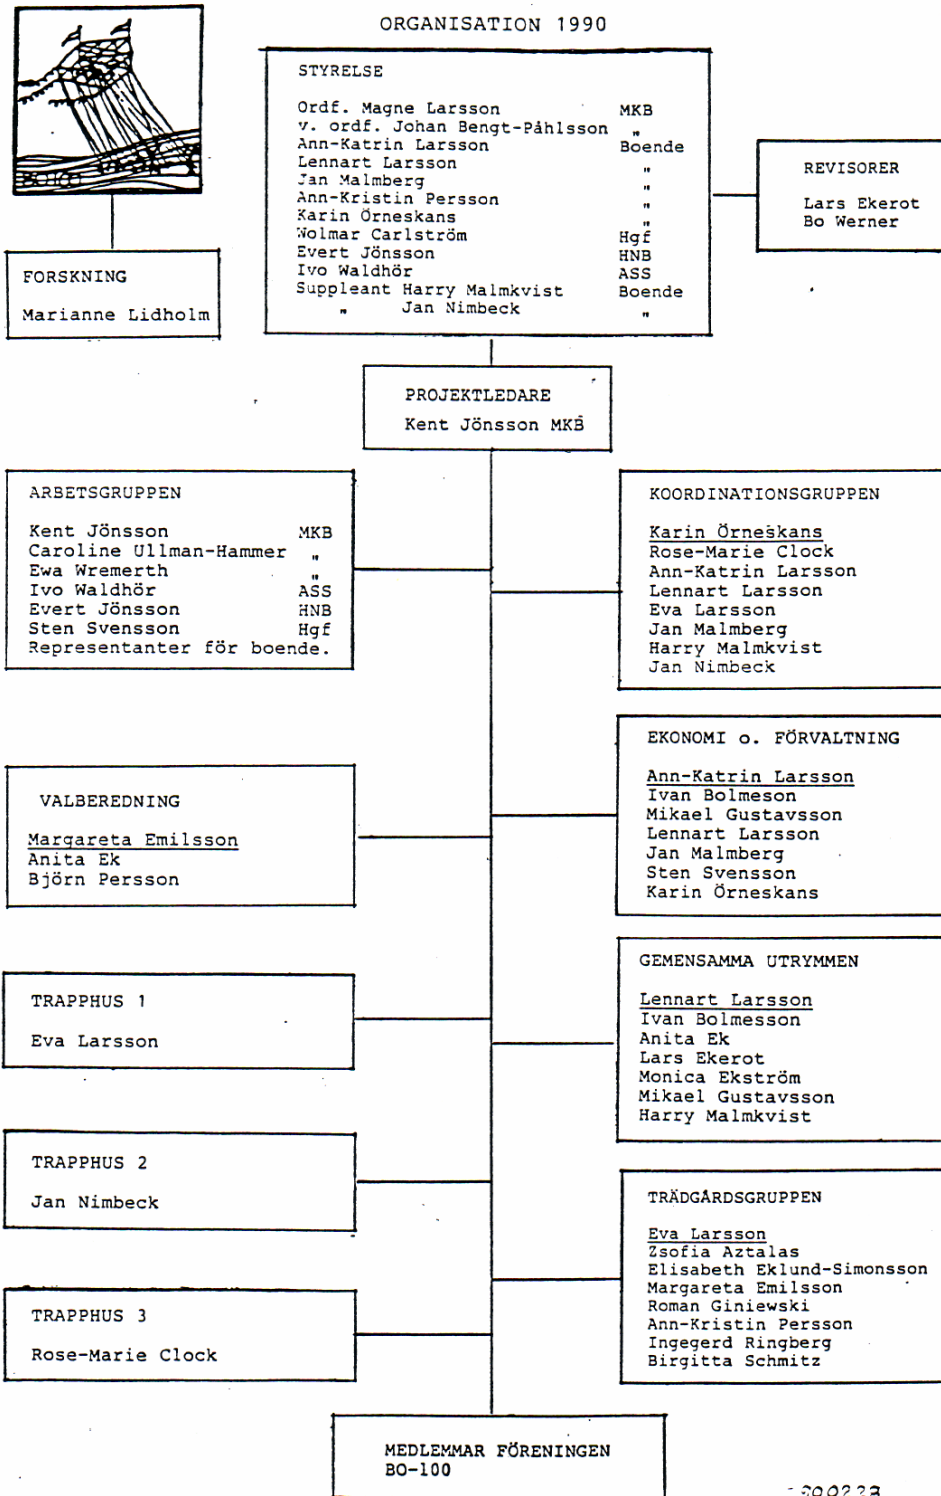 ORGANISATION 1990
STYRELSE
Ordf. Magne Larsson MKB
v. ordf. Johan Bengt-Påhlsson "
Ann-Katrin Larsson Boende
Lennart Larsson "
Jan Malmberg "
Ann-Kristin Persson "
Karin Örneskans "
Wolmar Carlström Hgf
Evert Jönsson HNB
Ivo Waldhör ASS
Suppleant Harry Malmkvist Boende
" Jan Nimbeck "
REVISORER
Lars Ekerot
Bo Werner
FORSKNING
Marianne Lidholm
PROJEKTLEDARE
Kent Jönsson MKB
ARBETSGRUPPEN
Kent Jönsson MKB
Caroline Ullman-Hammer "
Ewa Wremerth "
Ivo Waldhör ASS
Evert Jönsson HNB
Sten Svensson Hgf
Representanter för boende.
KOORDINATIONSGRUPPEN
Karin Örneskans
Rose-Marie Clock
Ann-Katrin Larsson
Lennart Larsson
Eva Larsson
Jan Malmberg
Harry Malmkvist
Jan Nimbeck
EKONOMI o. FÖRVALTNING
Ann-Katrin Larsson
Ivan Bolmeson
Mikael Gustavsson
Lennart Larsson
Jan Malmberg
Sten Svensson
Karin Örneskans
VALBEREDNING
Margareta Emilsson
Anita Ek
Björn Persson
GEMENSAMMA UTRYMMEN
Lennart Larsson
Ivan Bolmesson
Anita Ek
Lars Ekerot
Monica Ekström
Mikael Gustavsson
Harry Malmkvist
TRAPPHUS 1
Eva Larsson
TRAPPHUS 2
Jan Nimbeck
TRÄDGÅRDSGRUPPEN
Eva Larsson
Zsofia Aztalas
Elisabeth Eklund-Simonsson
Margareta Emilsson
Roman Giniewski
Ann-Kristin Persson
Ingegerd Ringberg
Birgitta Schmitz
TRAPPHUS 3
Rose-Marie Clock
MEDLEMMAR FÖRENINGEN
BO-100